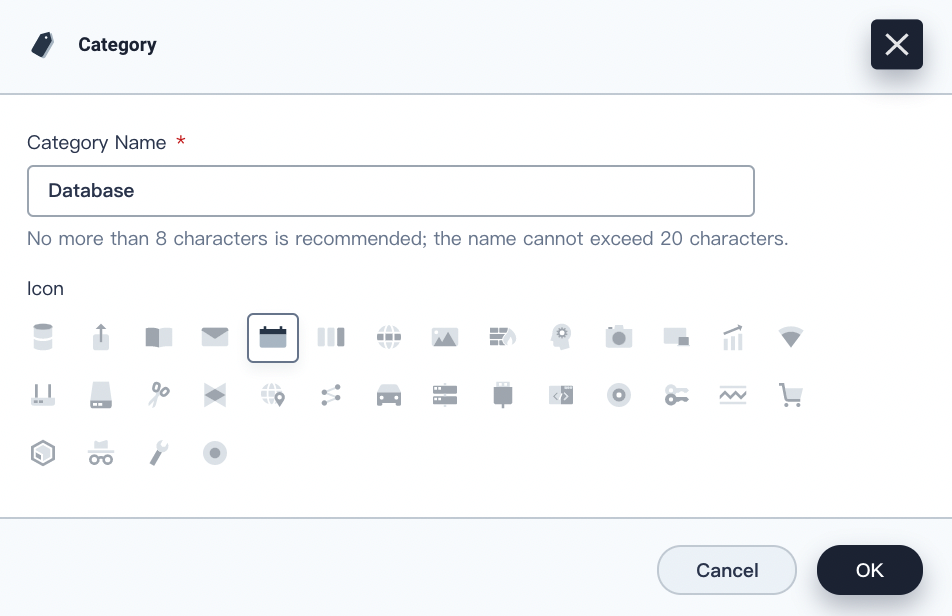 Category
Category Name *
Database
No more than 8 characters is recommended; the name cannot exceed 20 characters.
Icon
Cancel
OK